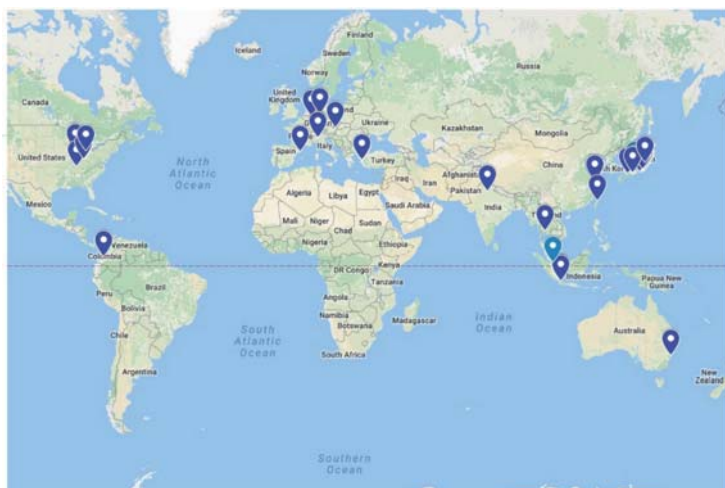 Iceland
Finland
Sweden
Norway
Russia
Canada
United Kingdom
Ukraine
Kazakhstan
Mongolia
United States
Spain
Italy
Turkey
China
North Atlantic Ocean
Afghanistan
Iraq
Iran
Pakistan
Algeria
Libya
Egypt
Saudi Arabia
India
Mexico
Mali
Niger
Sudan
Chad
Nigeria
Ethiopia
Venezuela
Colombia
DR Congo
Kenya
Indonesia
Papua New Guinea
Tanzania
Brazil
Peru
Angola
Bolivia
Namibia
Botswana
Madagascar
Indian Ocean
Australia
Chile
South Atlantic Ocean
South Africa
Argentina
New Zealand
Southern Ocean